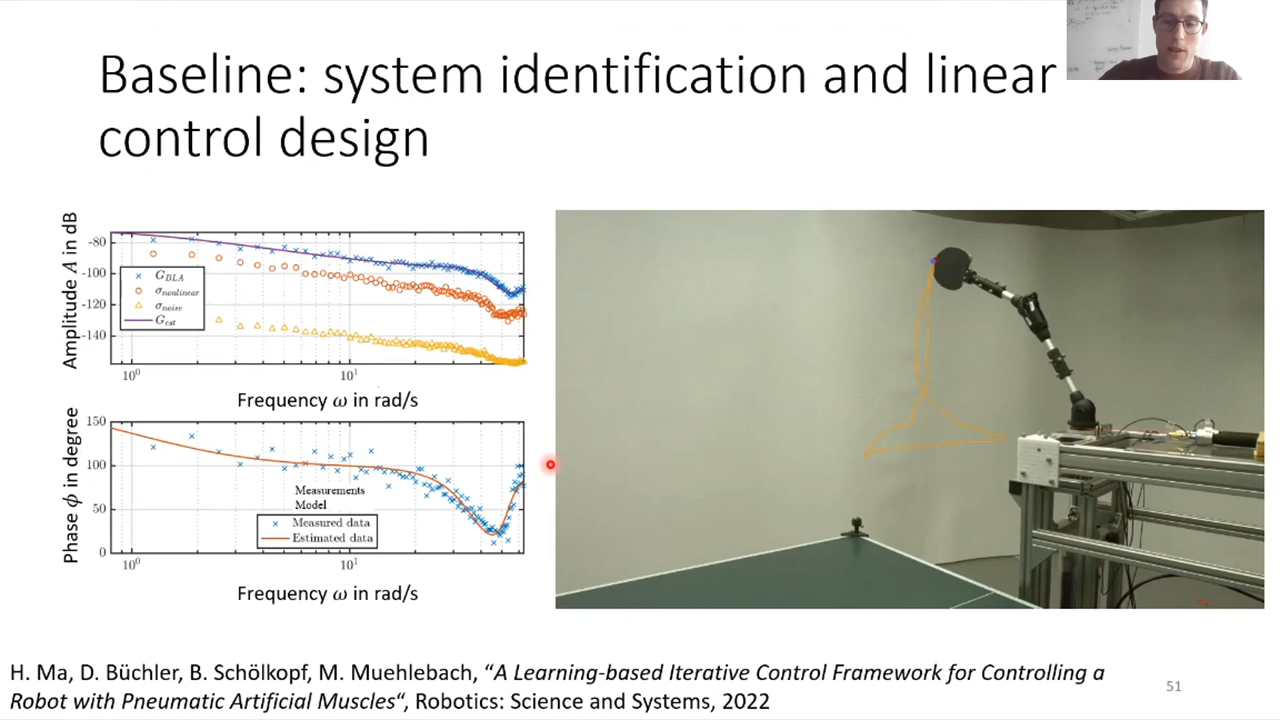 Baseline: system identification and linear
control design
Amplitude A in dB
-80
-100
-120
-140
G_BLA
σ_nonlinear
σ_noise
G_est
10^0
10^1
Frequency ω in rad/s
Phase ϕ in degree
150
100
50
0
Measurements
Model
Measured data
Estimated data
10^0
10^1
Frequency ω in rad/s
H. Ma, D. Büchler, B. Schölkopf, M. Muehlebach, “A Learning-based Iterative Control Framework for Controlling a
Robot with Pneumatic Artificial Muscles“, Robotics: Science and Systems, 2022
51